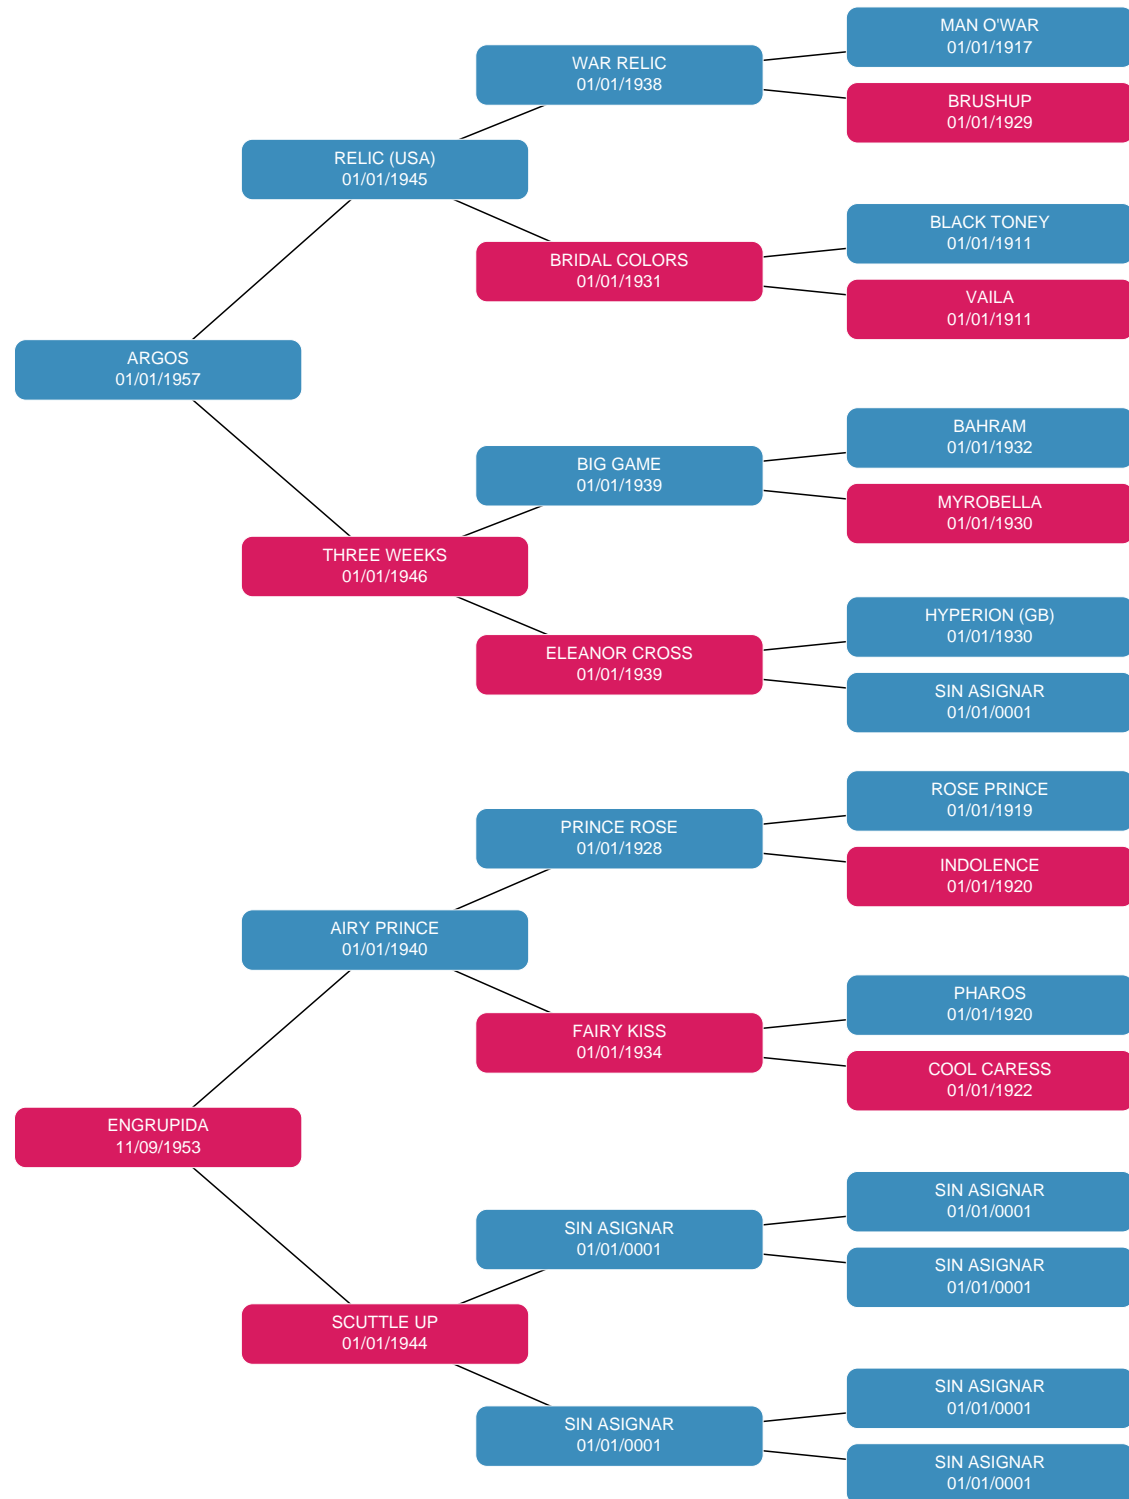 MAN O'WAR
01/01/1917
WAR RELIC
01/01/1938
BRUSHUP
01/01/1929
RELIC (USA)
01/01/1945
BLACK TONEY
01/01/1911
BRIDAL COLORS
01/01/1931
VAILA
01/01/1911
ARGOS
01/01/1957
BAHRAM
01/01/1932
BIG GAME
01/01/1939
MYROBELLA
01/01/1930
THREE WEEKS
01/01/1946
HYPERION (GB)
01/01/1930
ELEANOR CROSS
01/01/1939
SIN ASIGNAR
01/01/0001
ROSE PRINCE
01/01/1919
PRINCE ROSE
01/01/1928
INDOLENCE
01/01/1920
AIRY PRINCE
01/01/1940
PHAROS
01/01/1920
FAIRY KISS
01/01/1934
COOL CARESS
01/01/1922
ENGRUPIDA
11/09/1953
SIN ASIGNAR
01/01/0001
SIN ASIGNAR
01/01/0001
SIN ASIGNAR
01/01/0001
SCUTTLE UP
01/01/1944
SIN ASIGNAR
01/01/0001
SIN ASIGNAR
01/01/0001
SIN ASIGNAR
01/01/0001